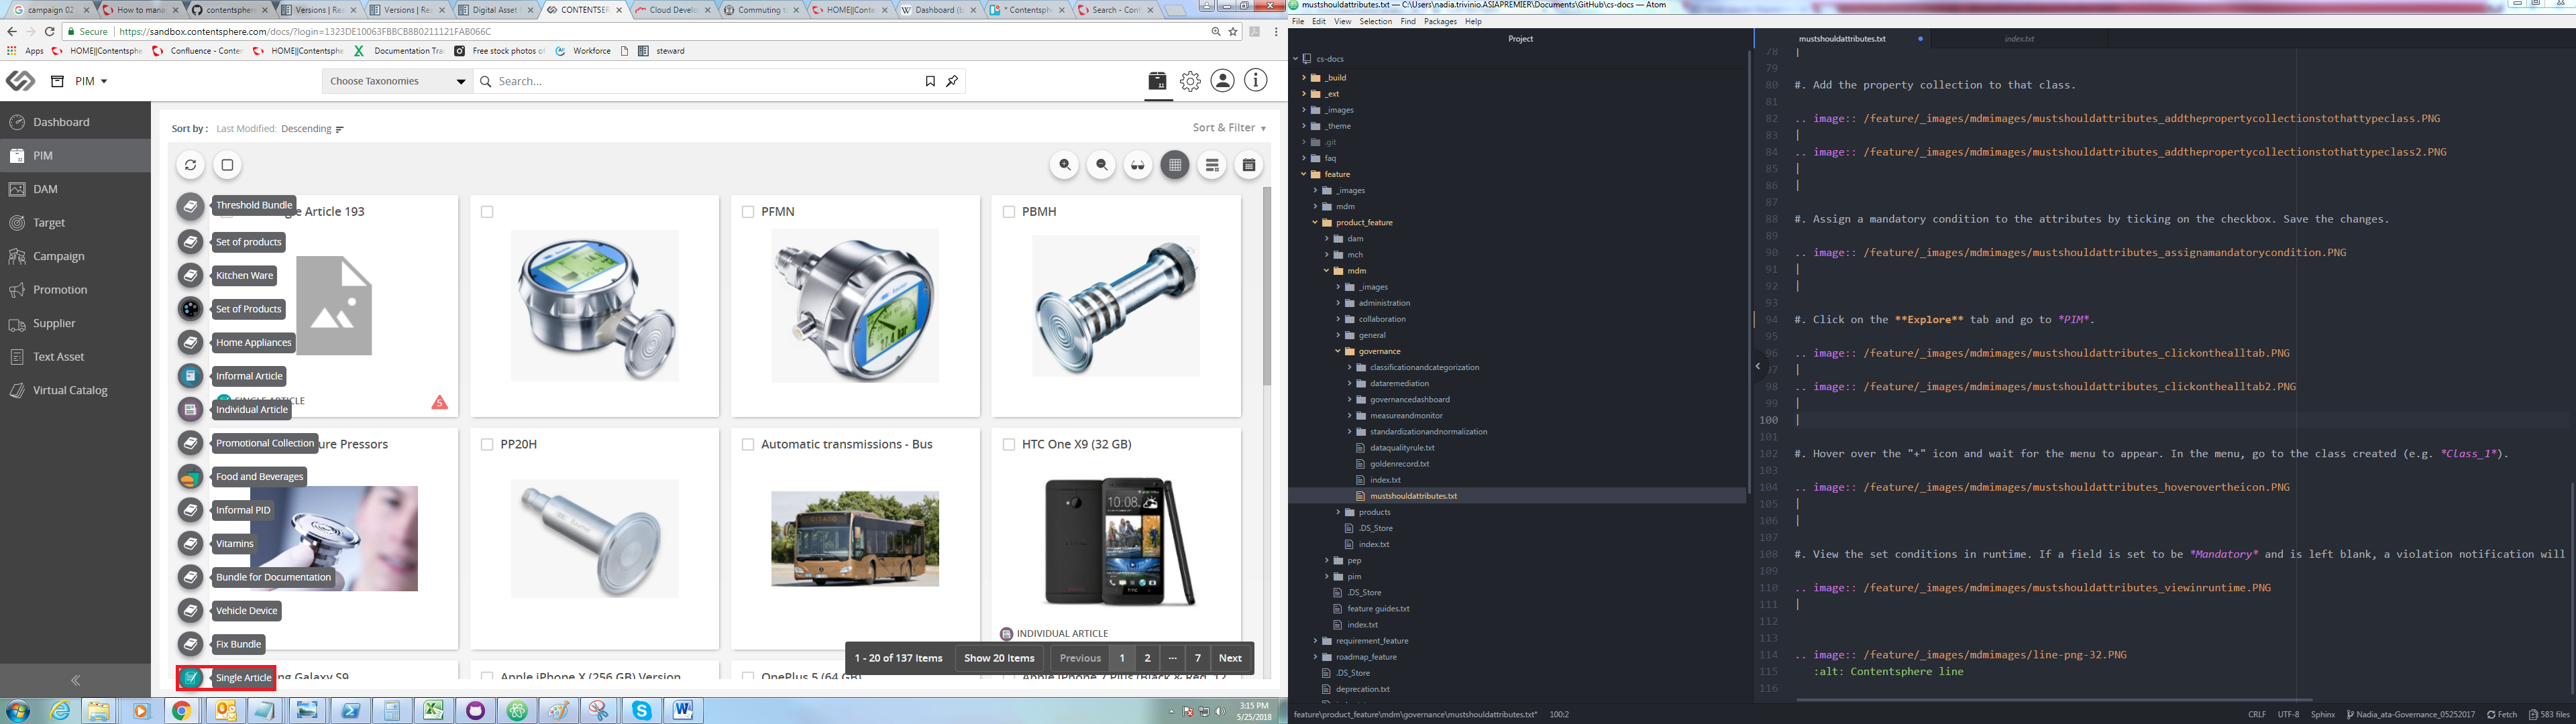 campaign 02
How to manag
contentsphere
Versions | Rea
Versions | Rea
Digital Asset
CONTENTSER
Cloud Develo
Commuting to
HOME||Conte
Dashboard (b
* Contentsph
Search - Conf
Secure | https://sandbox.contentsphere.com/docs/?login=1323DE10063FBBCB8B0211121FAB066C
Apps HOME||Contentsphe Confluence - Conten HOME||Contentsphe Documentation Trac Free stock photos of Workforce steward
PIM
Choose Taxonomies
Search...
Dashboard
PIM
DAM
Target
Campaign
Promotion
Supplier
Text Asset
Virtual Catalog
Sort by : Last Modified: Descending
Sort & Filter
Threshold Bundle
Set of products
Kitchen Ware
Set of Products
Home Appliances
Informal Article
Individual Article
Promotional Collection
Food and Beverages
Informal PID
Vitamins
Bundle for Documentation
Vehicle Device
Fix Bundle
Single Article
Article 193
PFMN
PBMH
SINGLE ARTICLE
ure Pressors
PP20H
Automatic transmissions - Bus
HTC One X9 (32 GB)
INDIVIDUAL ARTICLE
ng Galaxy S9
Apple iPhone X (256 GB) Version
OnePlus 5 (64 GB)
Apple iPhone 7 Plus (Black & Red, 12
1 - 20 of 137 Items Show 20 Items Previous 1 2 ... 7 Next
3:15 PM
5/25/2018
mustshouldattributes.txt — C:\Users\nadia.trivinio.ASIAPREMIER\Documents\GitHub\cs-docs — Atom
File Edit View Selection Find Packages Help
Project
cs-docs
_build
_ext
_images
_theme
.git
faq
feature
_images
mdm
product_feature
dam
mch
mdm
_images
administration
collaboration
general
governance
classificationandcategorization
dataremediation
governancedashboard
measureandmonitor
standardizationandnormalization
dataqualityrule.txt
goldenrecord.txt
index.txt
mustshouldattributes.txt
products
.DS_Store
index.txt
pep
pim
.DS_Store
feature guides.txt
index.txt
requirement_feature
roadmap_feature
.DS_Store
deprecation.txt
mustshouldattributes.txt
index.txt
78 |
79
80 #. Add the property collection to that class.
81
82 .. image:: /feature/_images/mdmimages/mustshouldattributes_addthepropertycollectionstothattypeclass.PNG
83 |
84 .. image:: /feature/_images/mdmimages/mustshouldattributes_addthepropertycollectionstothattypeclass2.PNG
85 |
86 |
87
88 #. Assign a mandatory condition to the attributes by ticking on the checkbox. Save the changes.
89
90 .. image:: /feature/_images/mdmimages/mustshouldattributes_assignamandatorycondition.PNG
91 |
92 |
93
94 #. Click on the **Explore** tab and go to *PIM*.
95
96 .. image:: /feature/_images/mdmimages/mustshouldattributes_clickonthealltab.PNG
97 |
98 .. image:: /feature/_images/mdmimages/mustshouldattributes_clickonthealltab2.PNG
99 |
100 |
101
102 #. Hover over the "+" icon and wait for the menu to appear. In the menu, go to the class created (e.g. *Class_1*).
103
104 .. image:: /feature/_images/mdmimages/mustshouldattributes_hoverovertheicon.PNG
105 |
106 |
107
108 #. View the set conditions in runtime. If a field is set to be *Mandatory* and is left blank, a violation notification will
109
110 .. image:: /feature/_images/mdmimages/mustshouldattributes_viewinruntime.PNG
111 |
112
113
114 .. image:: /feature/_images/mdmimages/line-png-32.PNG
115 :alt: Contentsphere line
116
feature\product_feature\mdm\governance\mustshouldattributes.txt* 100:2
CRLF UTF-8 Sphinx Nadia_ata-Governance_05252017 Fetch 583 files